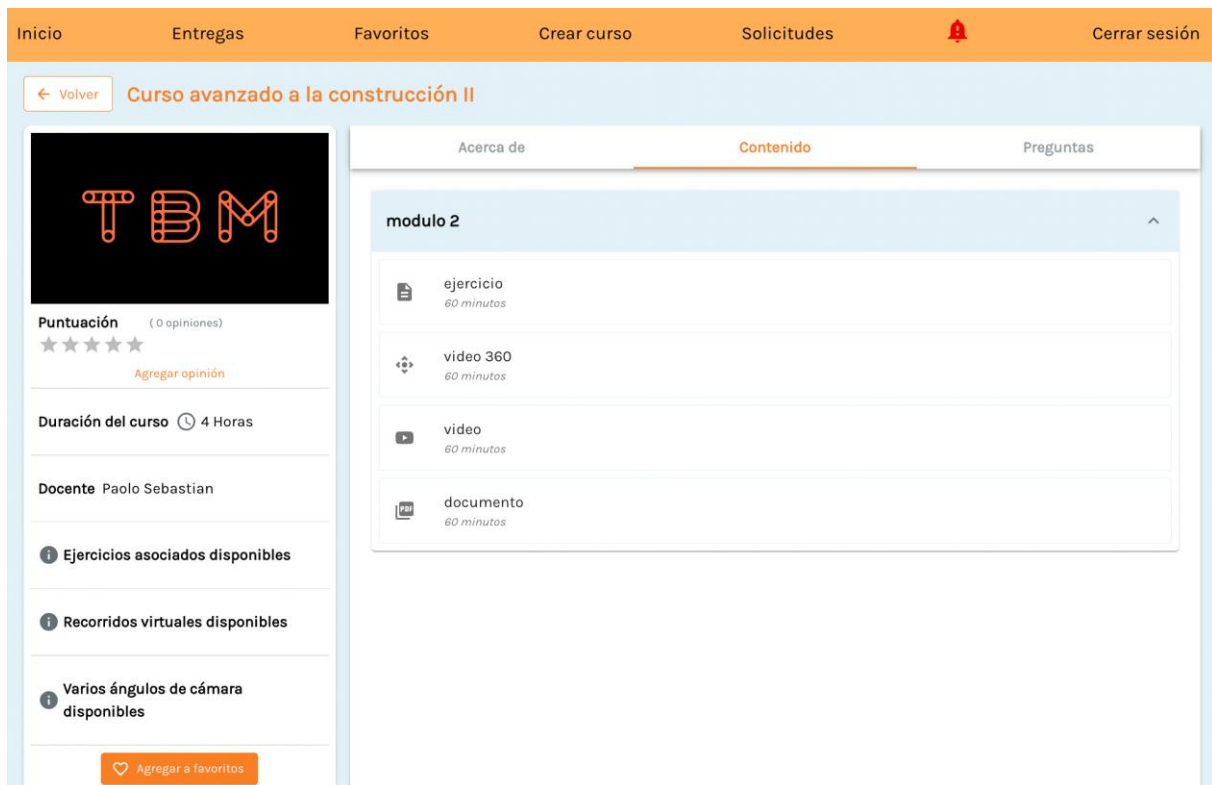 Inicio Entregas Favoritos Crear curso Solicitudes Cerrar sesión
← Volver Curso avanzado a la construcción II
TBM
Puntuación (0 opiniones)
Agregar opinión
Duración del curso 4 Horas
Docente Paolo Sebastian
Ejercicios asociados disponibles
Recorridos virtuales disponibles
Varios ángulos de cámara
disponibles
Agregar a favoritos
Acerca de Contenido Preguntas
modulo 2
ejercicio
60 minutos
video 360
60 minutos
video
60 minutos
PDF documento
60 minutos